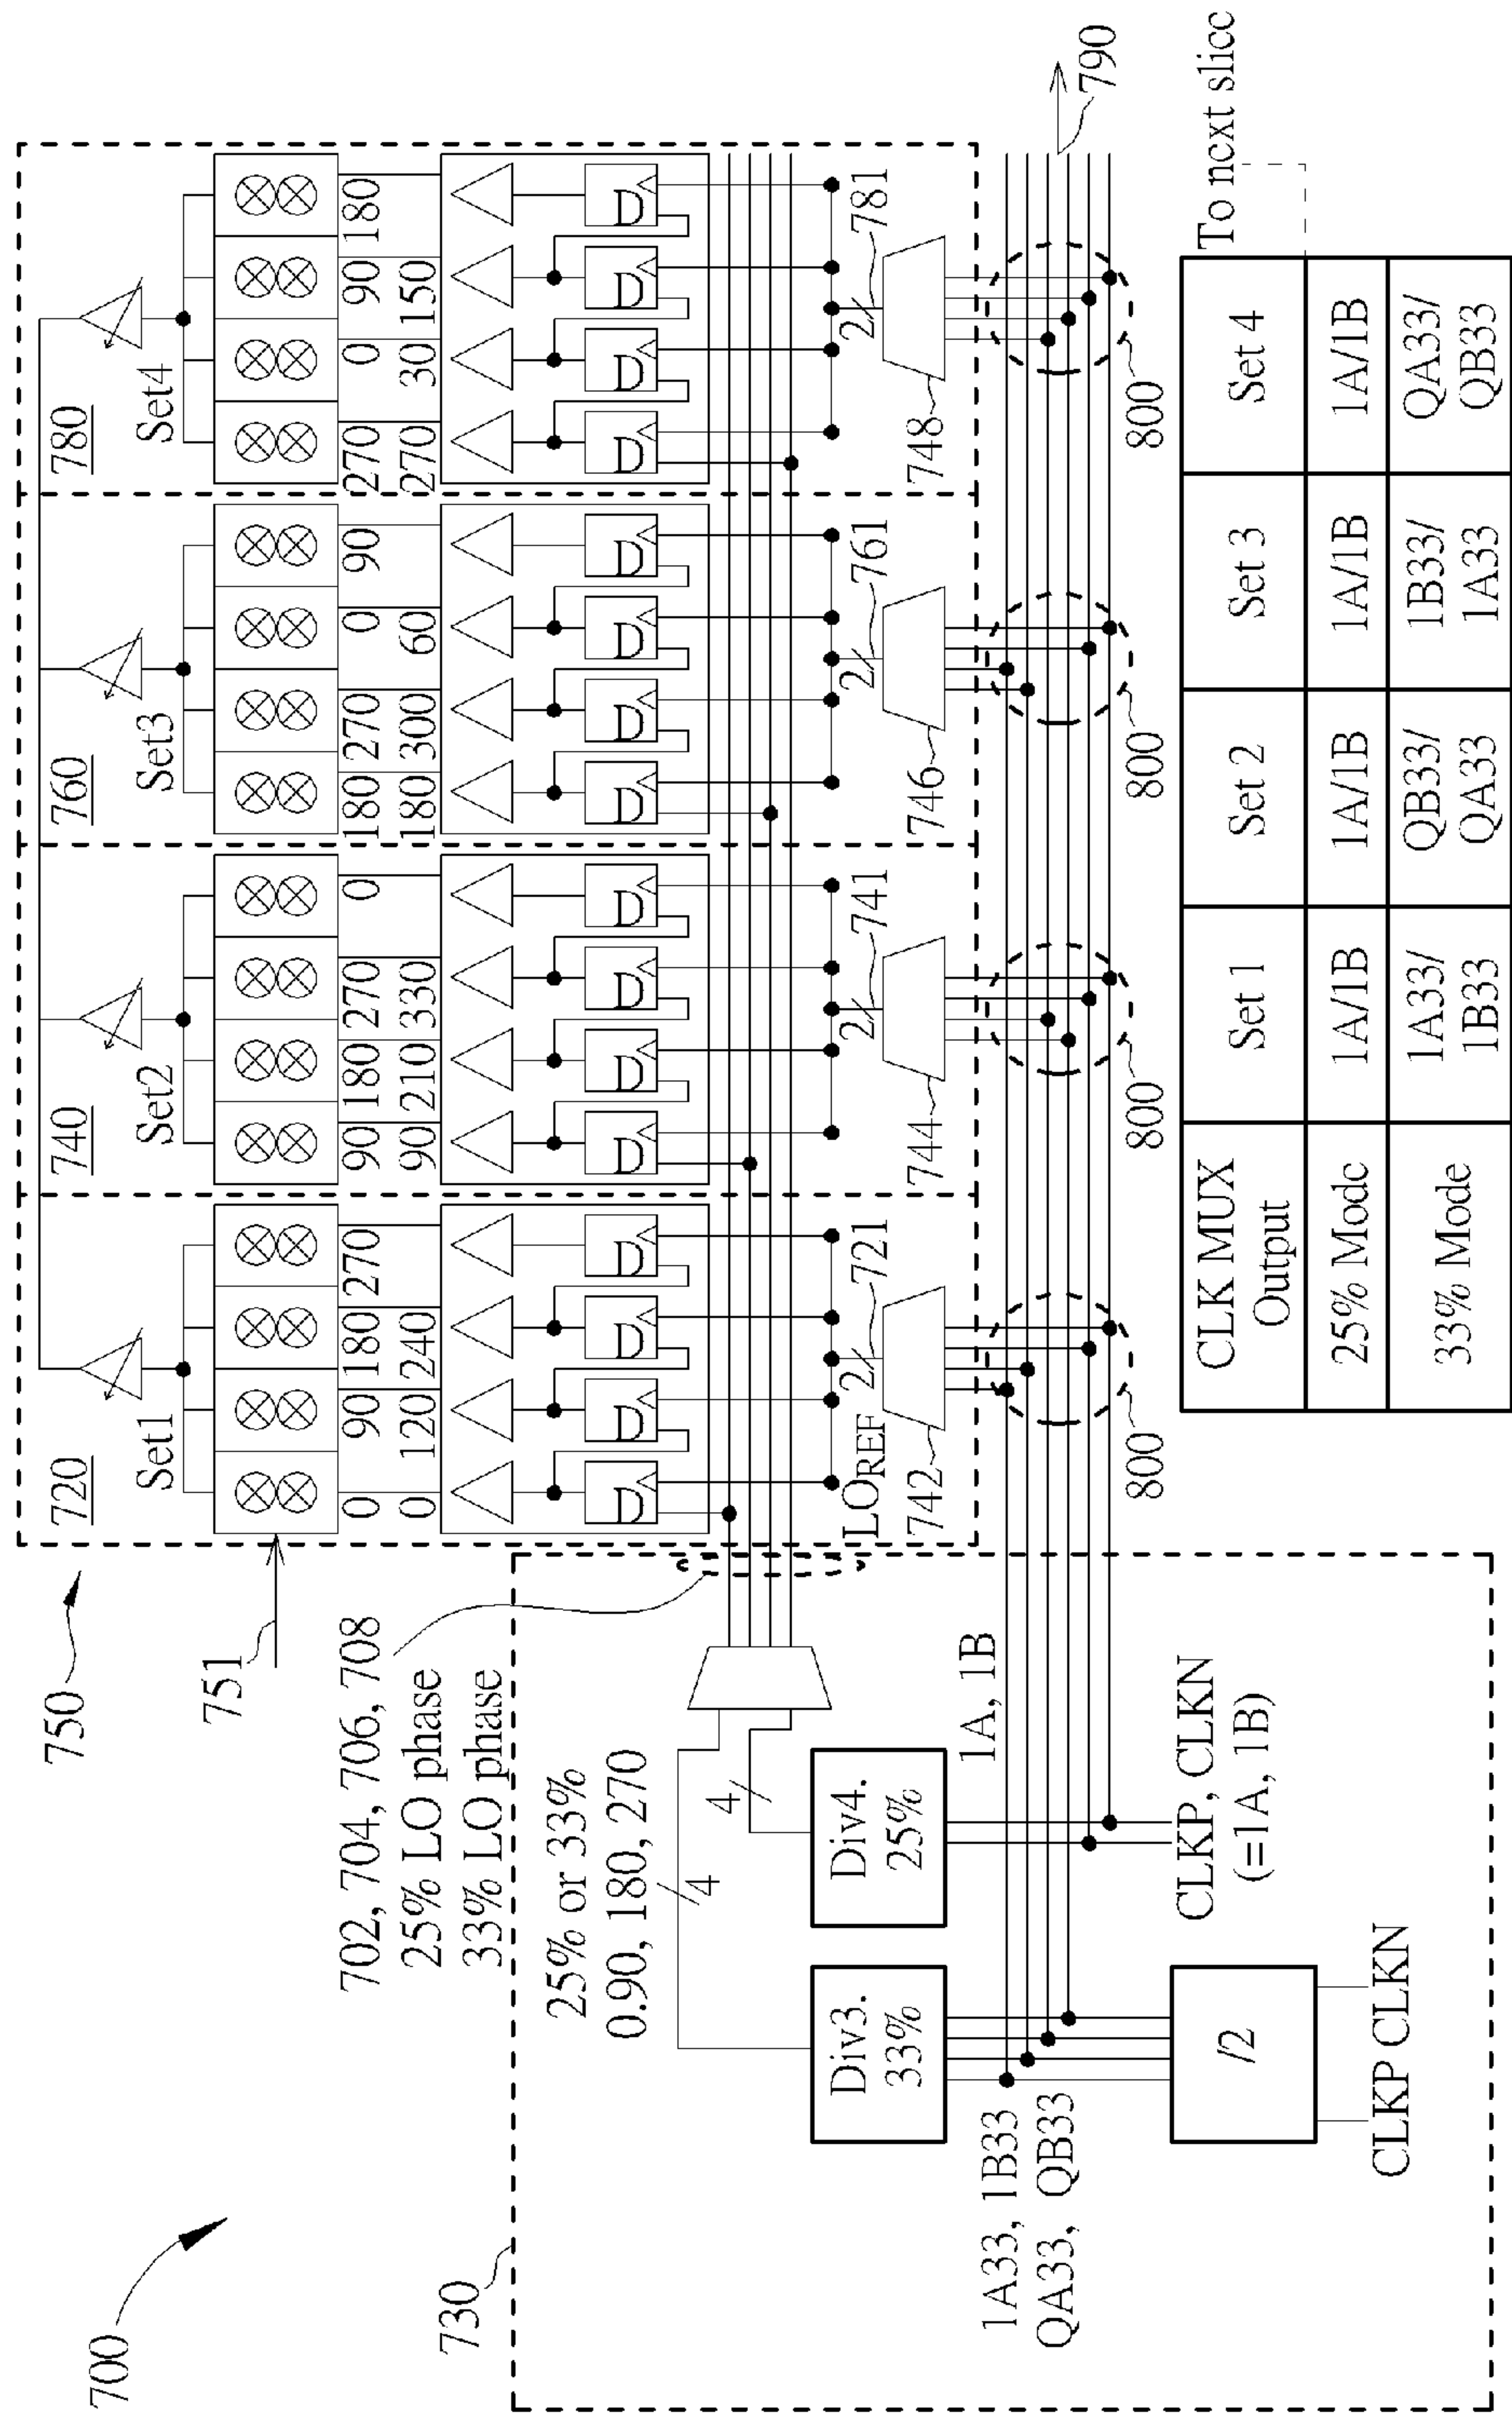 700
750
751
720
Set1
740
Set2
760
Set3
780
Set4
0 90 180 270
0 120 240
90 180 270 0
90 210 330
180 270 0 90
180 300 60
270 0 90 180
270 30 150
D D D D
D D D D
D D D D
D D D D
702, 704, 706, 708
25% LO phase
33% LO phase
730
25% or 33%
0.90, 180, 270
4
4
LOREF
2 721
2 741
2 761
2 781
742
744
746
748
Div3.
33%
Div4.
25%
1A, 1B
1A33, 1B33
QA33, QB33
800
800
800
800
790
/2
CLKP CLKN
CLKP, CLKN
(=1A, 1B)
To next slicc
CLK MUX
Output
Set 1
Set 2
Set 3
Set 4
25% Modc
1A/1B
1A/1B
1A/1B
1A/1B
33% Mode
1A33/
1B33
QB33/
QA33
1B33/
1A33
QA33/
QB33